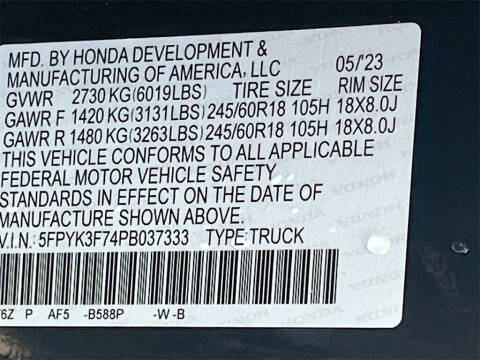 MFD. BY HONDA DEVELOPMENT &
MANUFACTURING OF AMERICA, LLC 05/'23
GVWR 2730 KG(6019LBS) TIRE SIZE RIM SIZE
GAWR F 1420 KG(3131LBS) 245/60R18 105H 18X8.0J
GAWR R 1480 KG(3263LBS) 245/60R18 105H 18X8.0J
THIS VEHICLE CONFORMS TO ALL APPLICABLE
FEDERAL MOTOR VEHICLE SAFETY
STANDARDS IN EFFECT ON THE DATE OF
MANUFACTURE SHOWN ABOVE.
V.I.N.: 5FPYK3F74PB037333 TYPE:TRUCK
T6Z P AF5 -B588P -W-B